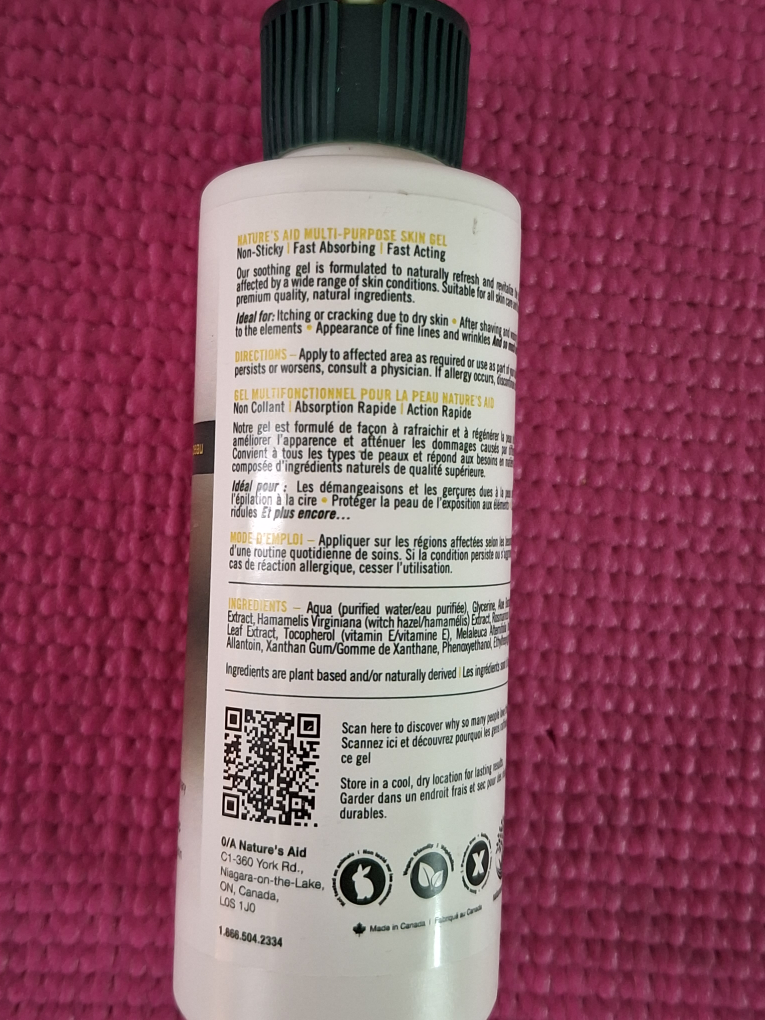 NATURE'S AID MULTI-PURPOSE SKIN GEL
Non-Sticky | Fast Absorbing | Fast Acting
Our soothing gel is formulated to naturally refresh and revitalize
affected by a wide range of skin conditions. Suitable for all skin care
premium quality, natural ingredients.
Ideal for: Itching or cracking due to dry skin • After shaving and
to the elements • Appearance of fine lines and wrinkles And so
DIRECTIONS – Apply to affected area as required or use as part of
persists or worsens, consult a physician. If allergy occurs,
GEL MULTIFONCTIONNEL POUR LA PEAU NATURE'S AID
Non Collant | Absorption Rapide | Action Rapide
Notre gel est formulé de façon à rafraichir et à régénérer la
améliorer l'apparence et atténuer les dommages causés par
Convient à tous les types de peaux et répond aux besoins en
composée d'ingrédients naturels de qualité supérieure.
Idéal pour : Les démangeaisons et les gerçures dues à la
l'épilation à la cire • Protéger la peau de l'exposition aux éléments
ridules Et plus encore...
MODE D'EMPLOI – Appliquer sur les régions affectées selon les
d'une routine quotidienne de soins. Si la condition persiste ou
cas de réaction allergique, cesser l'utilisation.
INGREDIENTS – Aqua (purified water/eau purifiée), Glycerine, Aloe
Extract, Hamamelis Virginiana (witch hazel/hamamélis) Extract,
Leaf Extract, Tocopherol (vitamin E/vitamine E), Melaleuca
Allantoin, Xanthan Gum/Gomme de Xanthane, Phenoxyethanol,
Ingredients are plant based and/or naturally derived | Les ingrédients sont
Scan here to discover why so many people
Scannez ici et découvrez pourquoi les gens
ce gel
Store in a cool, dry location for lasting
Garder dans un endroit frais et sec pour
durables.
O/A Nature's Aid
C1-360 York Rd.,
Niagara-on-the-Lake,
ON, Canada,
L0S 1J0
1.866.504.2334
Made in Canada | Fabriqué au Canada